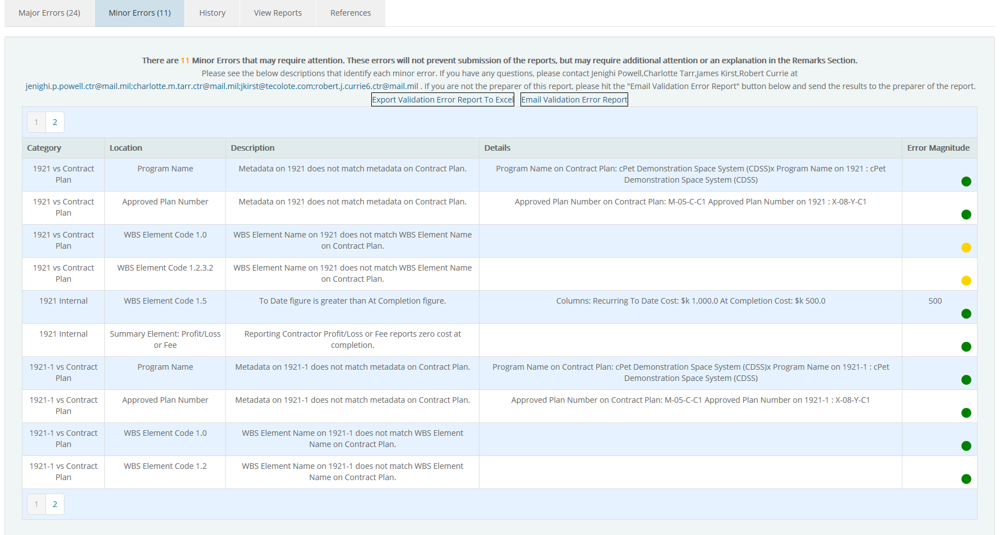 Major Errors (24) Minor Errors (11) History View Reports References
There are 11 Minor Errors that may require attention. These errors will not prevent submission of the reports, but may require additional attention or an explanation in the Remarks Section.
Please see the below descriptions that identify each minor error. If you have any questions, please contact Jenighi Powell,Charlotte Tarr,James Kirst,Robert Currie at
jenighi.p.powell.ctr@mail.mil;charlotte.m.tarr.ctr@mail.mil;jkirst@tecolote.com;robert.j.currie6.ctr@mail.mil . If you are not the preparer of this report, please hit the "Email Validation Error Report" button below and send the results to the preparer of the report.
Export Validation Error Report To Excel Email Validation Error Report
1 2
Category Location Description Details Error Magnitude
1921 vs Contract Program Name Metadata on 1921 does not match metadata on Contract Plan. Program Name on Contract Plan: cPet Demonstration Space System (CDSS)x Program Name on 1921 : cPet
Plan Demonstration Space System (CDSS)
1921 vs Contract Approved Plan Number Metadata on 1921 does not match metadata on Contract Plan. Approved Plan Number on Contract Plan: M-05-C-C1 Approved Plan Number on 1921 : X-08-Y-C1
Plan
1921 vs Contract WBS Element Code 1.0 WBS Element Name on 1921 does not match WBS Element Name
Plan on Contract Plan.
1921 vs Contract WBS Element Code 1.2.3.2 WBS Element Name on 1921 does not match WBS Element Name
Plan on Contract Plan.
1921 Internal WBS Element Code 1.5 To Date figure is greater than At Completion figure. Columns: Recurring To Date Cost: $k 1,000.0 At Completion Cost: $k 500.0 500
1921 Internal Summary Element: Profit/Loss Reporting Contractor Profit/Loss or Fee reports zero cost at
or Fee completion.
1921-1 vs Contract Program Name Metadata on 1921-1 does not match metadata on Contract Plan. Program Name on Contract Plan: cPet Demonstration Space System (CDSS)x Program Name on 1921-1 : cPet
Plan Demonstration Space System (CDSS)
1921-1 vs Contract Approved Plan Number Metadata on 1921-1 does not match metadata on Contract Plan. Approved Plan Number on Contract Plan: M-05-C-C1 Approved Plan Number on 1921-1 : X-08-Y-C1
Plan
1921-1 vs Contract WBS Element Code 1.0 WBS Element Name on 1921-1 does not match WBS Element
Plan Name on Contract Plan.
1921-1 vs Contract WBS Element Code 1.2 WBS Element Name on 1921-1 does not match WBS Element
Plan Name on Contract Plan.
1 2